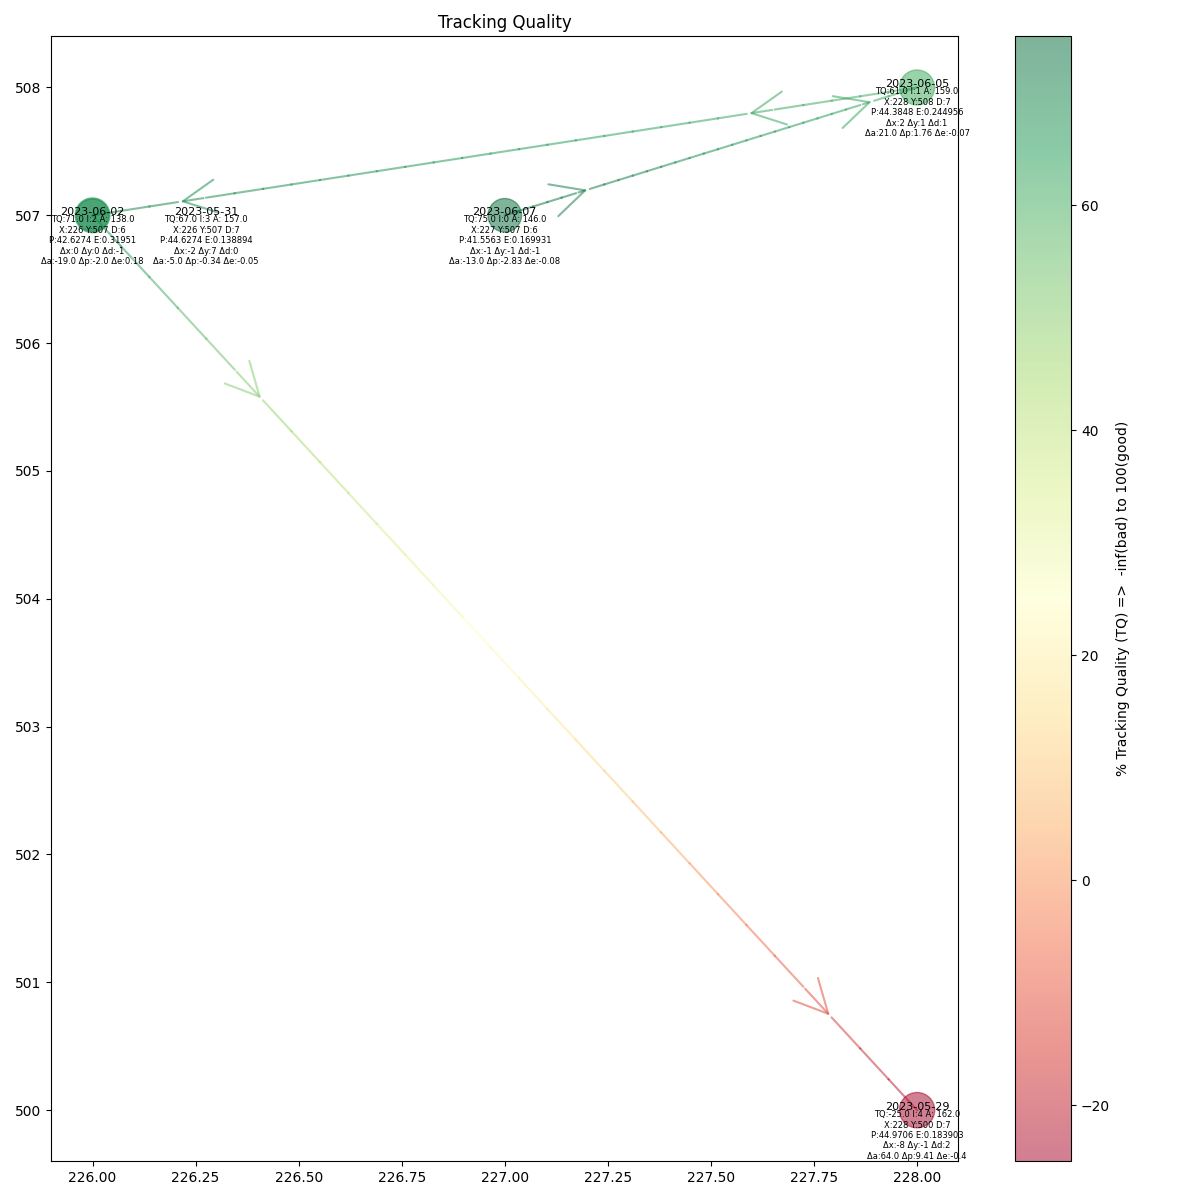 Tracking Quality
508
507
506
505
504
503
502
501
500
2023-06-05
TQ:61.0 I:1 A: 159.0
X:228 Y:508 D:7
P:44.3848 E:0.244956
Δx:2 Δy:1 Δd:1
Δa:21.0 Δp:1.76 Δe:-0.07
2023-06-02
TQ:71.0 I:2 A: 138.0
X:226 Y:507 D:6
P:42.6274 E:0.31951
Δx:0 Δy:0 Δd:-1
Δa:-19.0 Δp:-2.0 Δe:0.18
2023-05-31
TQ:67.0 I:3 A: 157.0
X:226 Y:507 D:7
P:44.6274 E:0.138894
Δx:-2 Δy:7 Δd:0
Δa:-5.0 Δp:-0.34 Δe:-0.05
2023-06-07
TQ:75.0 I:0 A: 146.0
X:227 Y:507 D:6
P:41.5563 E:0.169931
Δx:-1 Δy:-1 Δd:-1
Δa:-13.0 Δp:-2.83 Δe:-0.08
2023-05-29
TQ:-25.0 I:4 A: 162.0
X:228 Y:500 D:7
P:44.9706 E:0.183903
Δx:-8 Δy:-1 Δd:2
Δa:64.0 Δp:9.41 Δe:-0.4
226.00 226.25 226.50 226.75 227.00 227.25 227.50 227.75 228.00
60
40
20
0
−20
% Tracking Quality (TQ) =>  -inf(bad) to 100(good)